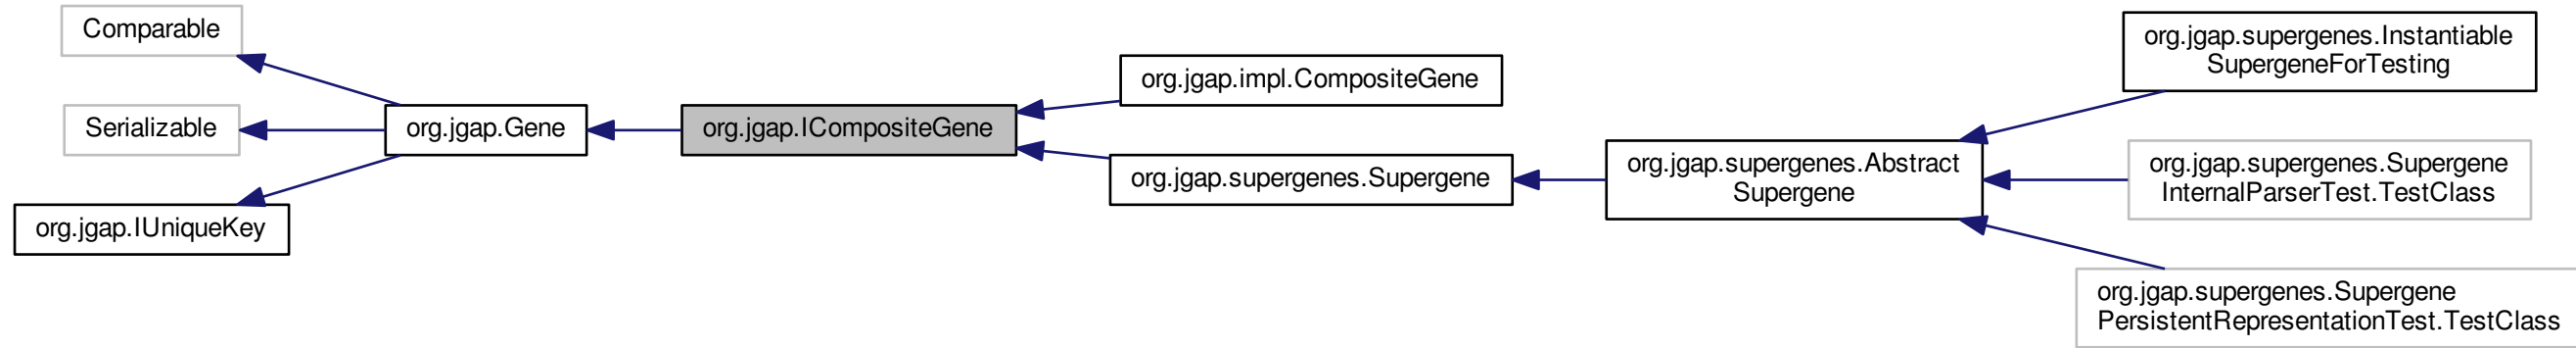 Comparable
Serializable
org.jgap.IUniqueKey
org.jgap.Gene
org.jgap.ICompositeGene
org.jgap.impl.CompositeGene
org.jgap.supergenes.Supergene
org.jgap.supergenes.Abstract
Supergene
org.jgap.supergenes.Instantiable
SupergeneForTesting
org.jgap.supergenes.Supergene
InternalParserTest.TestClass
org.jgap.supergenes.Supergene
PersistentRepresentationTest.TestClass